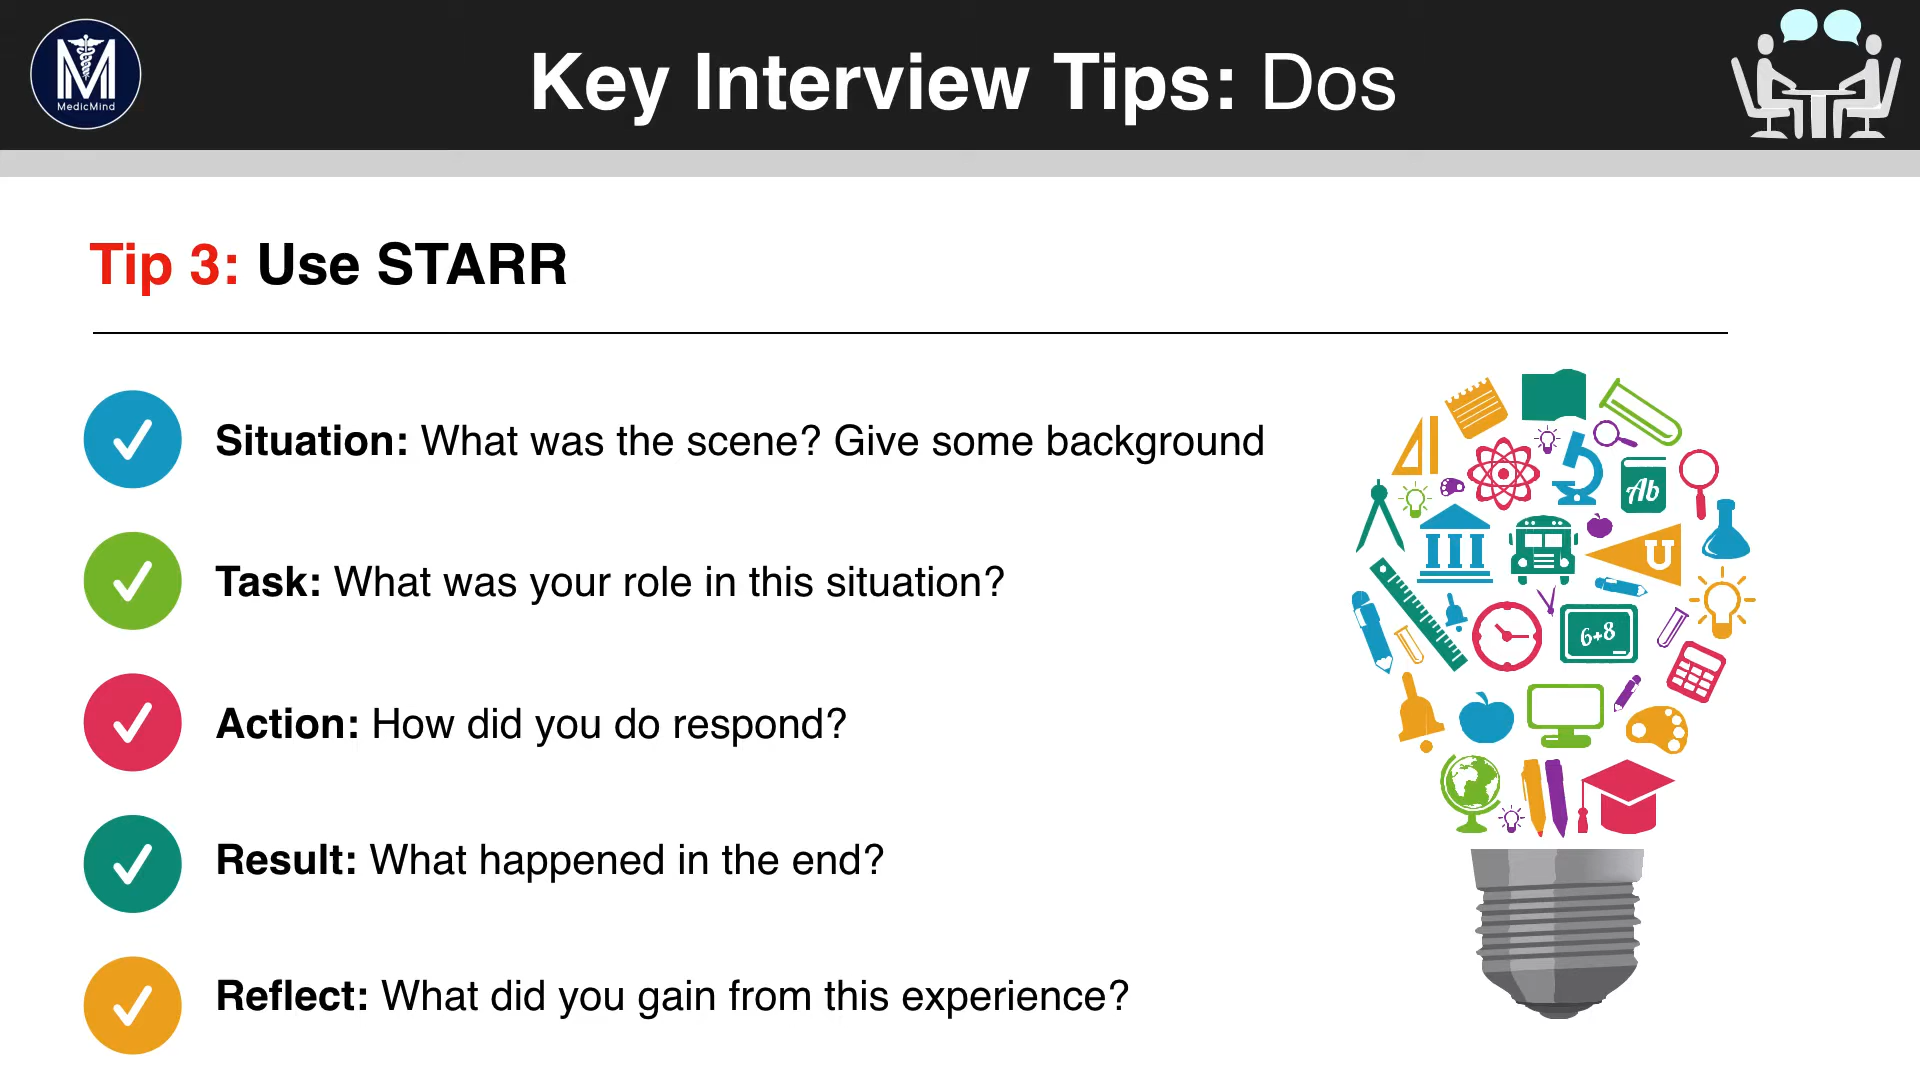 MedicMind
Key Interview Tips: Dos
Tip 3: Use STARR
Situation: What was the scene? Give some background
Task: What was your role in this situation?
Action: How did you do respond?
Result: What happened in the end?
Reflect: What did you gain from this experience?
Ab
U
6+8